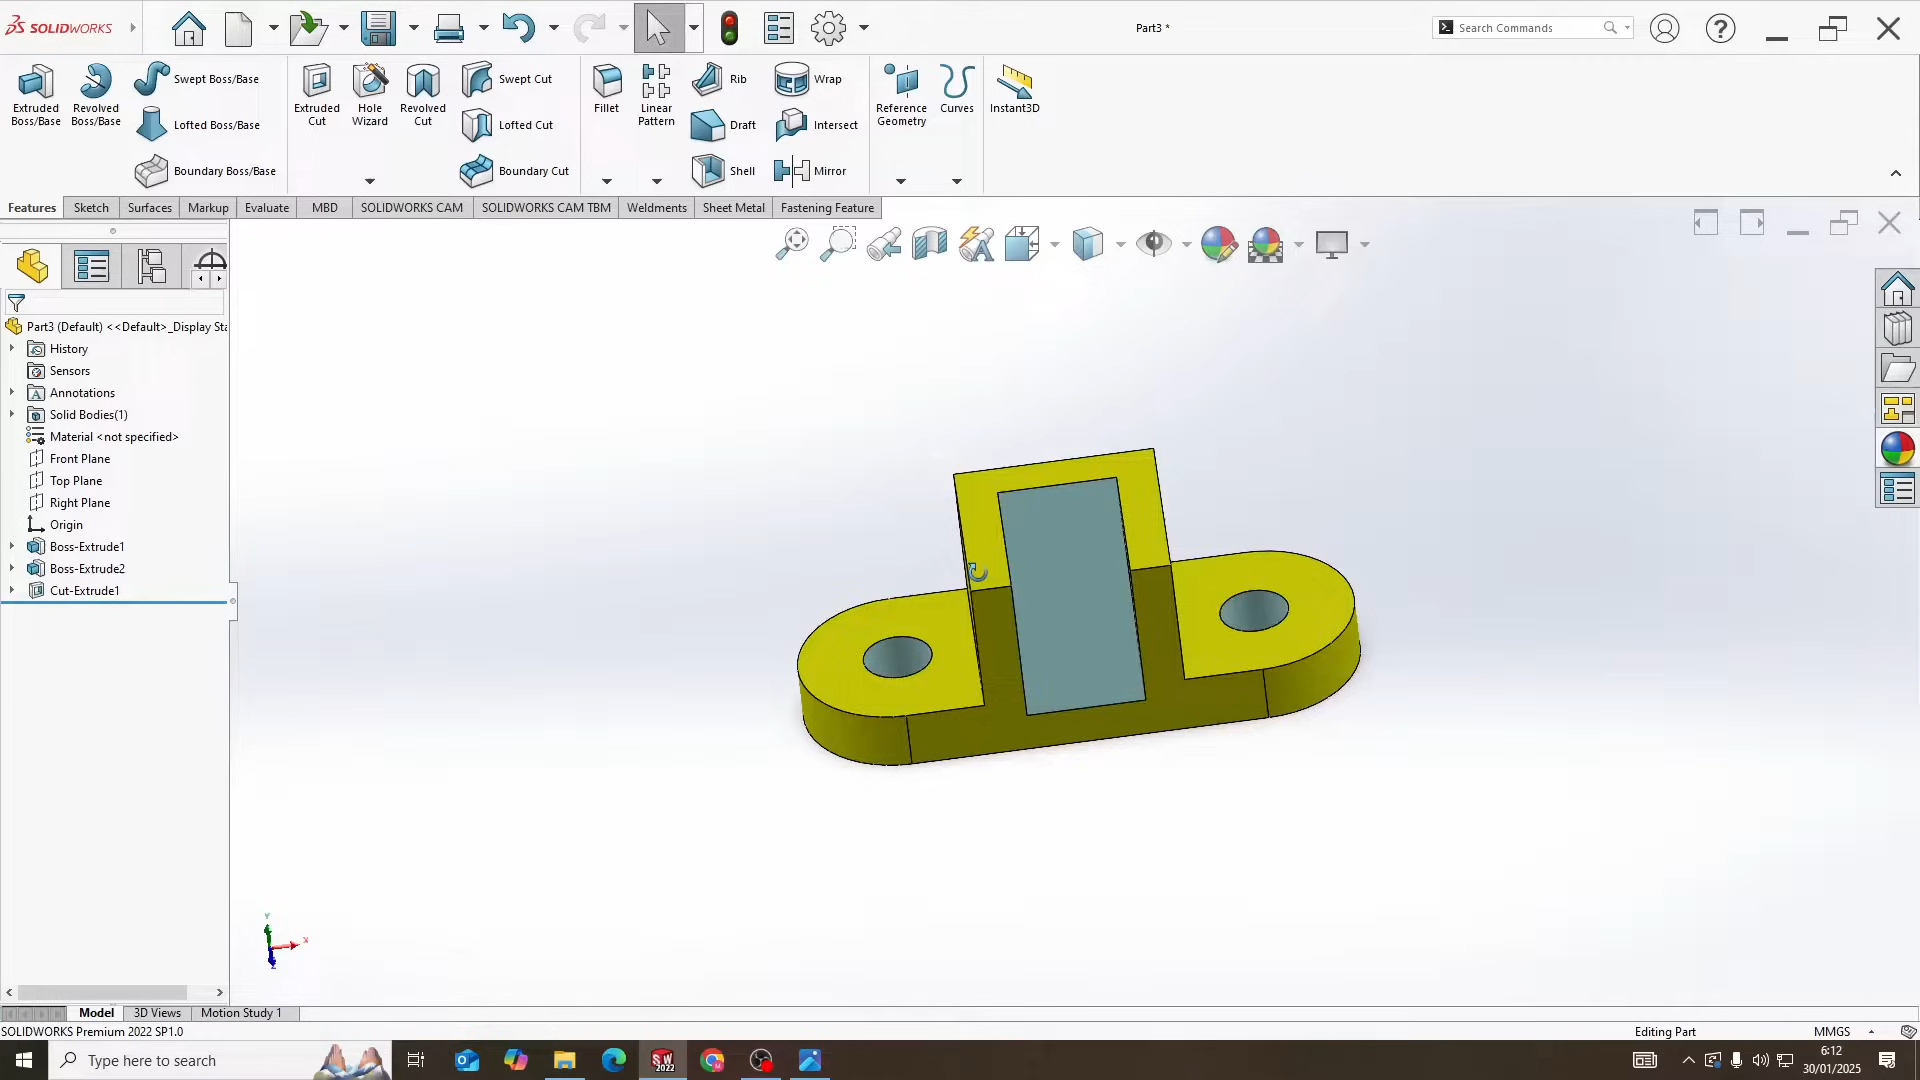 SOLIDWORKS
Part3 *
Search Commands
Extruded Boss/Base
Revolved Boss/Base
Swept Boss/Base
Lofted Boss/Base
Boundary Boss/Base
Extruded Cut
Hole Wizard
Revolved Cut
Swept Cut
Lofted Cut
Boundary Cut
Fillet
Linear Pattern
Rib
Draft
Shell
Wrap
Intersect
Mirror
Reference Geometry
Curves
Instant3D
Features
Sketch
Surfaces
Markup
Evaluate
MBD
SOLIDWORKS CAM
SOLIDWORKS CAM TBM
Weldments
Sheet Metal
Fastening Feature
Part3 (Default) <<Default>_Display Sta
History
Sensors
Annotations
Solid Bodies(1)
Material <not specified>
Front Plane
Top Plane
Right Plane
Origin
Boss-Extrude1
Boss-Extrude2
Cut-Extrude1
Y
X
Z
Model
3D Views
Motion Study 1
SOLIDWORKS Premium 2022 SP1.0
Editing Part
MMGS
Type here to search
SW
2022
6:12
30/01/2025